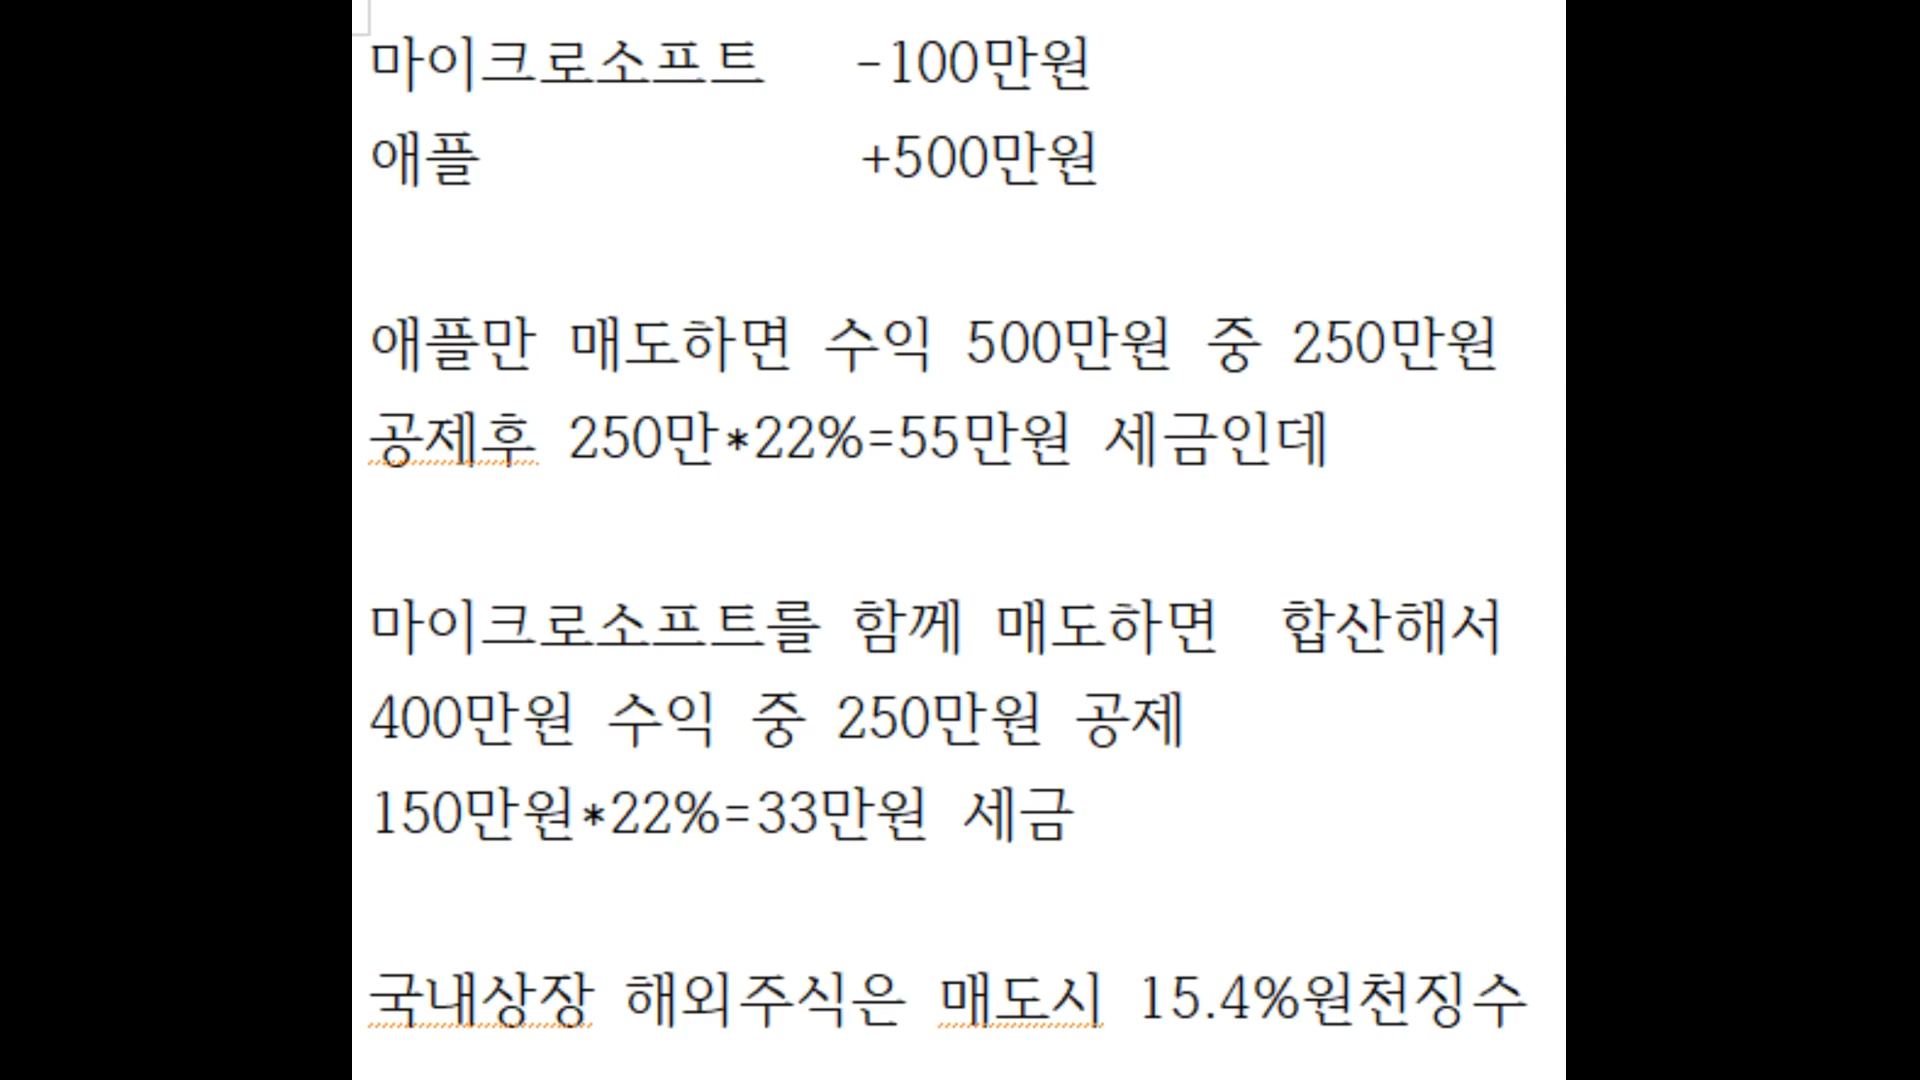 마이크로소프트 -100만원
애플 +500만원
애플만 매도하면 수익 500만원 중 250만원
공제후 250만*22%=55만원 세금인데
마이크로소프트를 함께 매도하면 합산해서
400만원 수익 중 250만원 공제
150만원*22%=33만원 세금
국내상장 해외주식은 매도시 15.4%원천징수